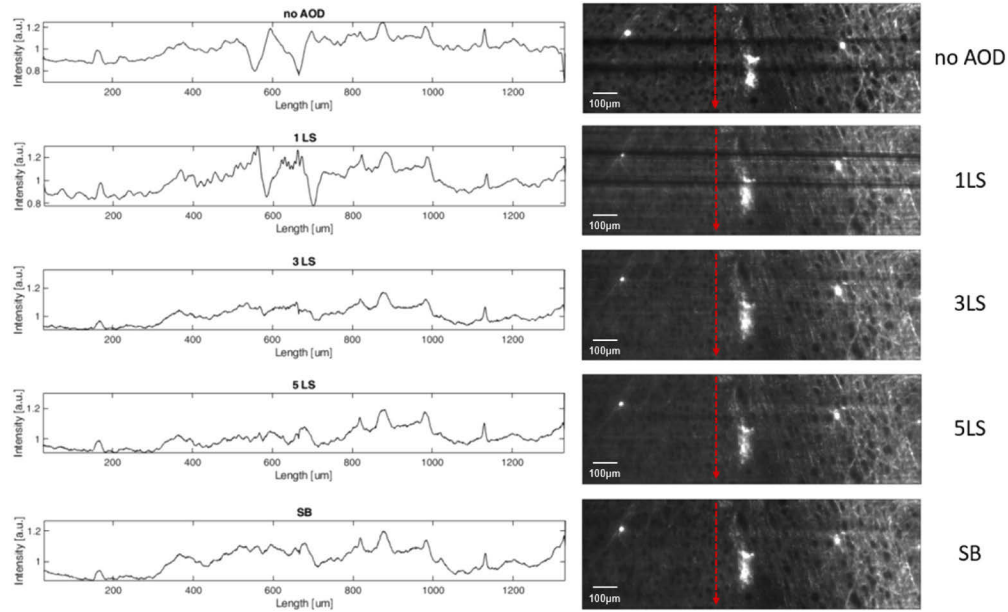 no AOD
Intensity [a.u.]
1.2
1
0.8
200 400 600 800 1000 1200
Length [um]
100µm
no AOD
1 LS
Intensity [a.u.]
1.2
1
0.8
200 400 600 800 1000 1200
Length [um]
100µm
1LS
3 LS
Intensity [a.u.]
1.2
1
200 400 600 800 1000 1200
Length [um]
100µm
3LS
5 LS
Intensity [a.u.]
1.2
1
200 400 600 800 1000 1200
Length [um]
100µm
5LS
SB
Intensity [a.u.]
1.2
1
200 400 600 800 1000 1200
Length [um]
100µm
SB